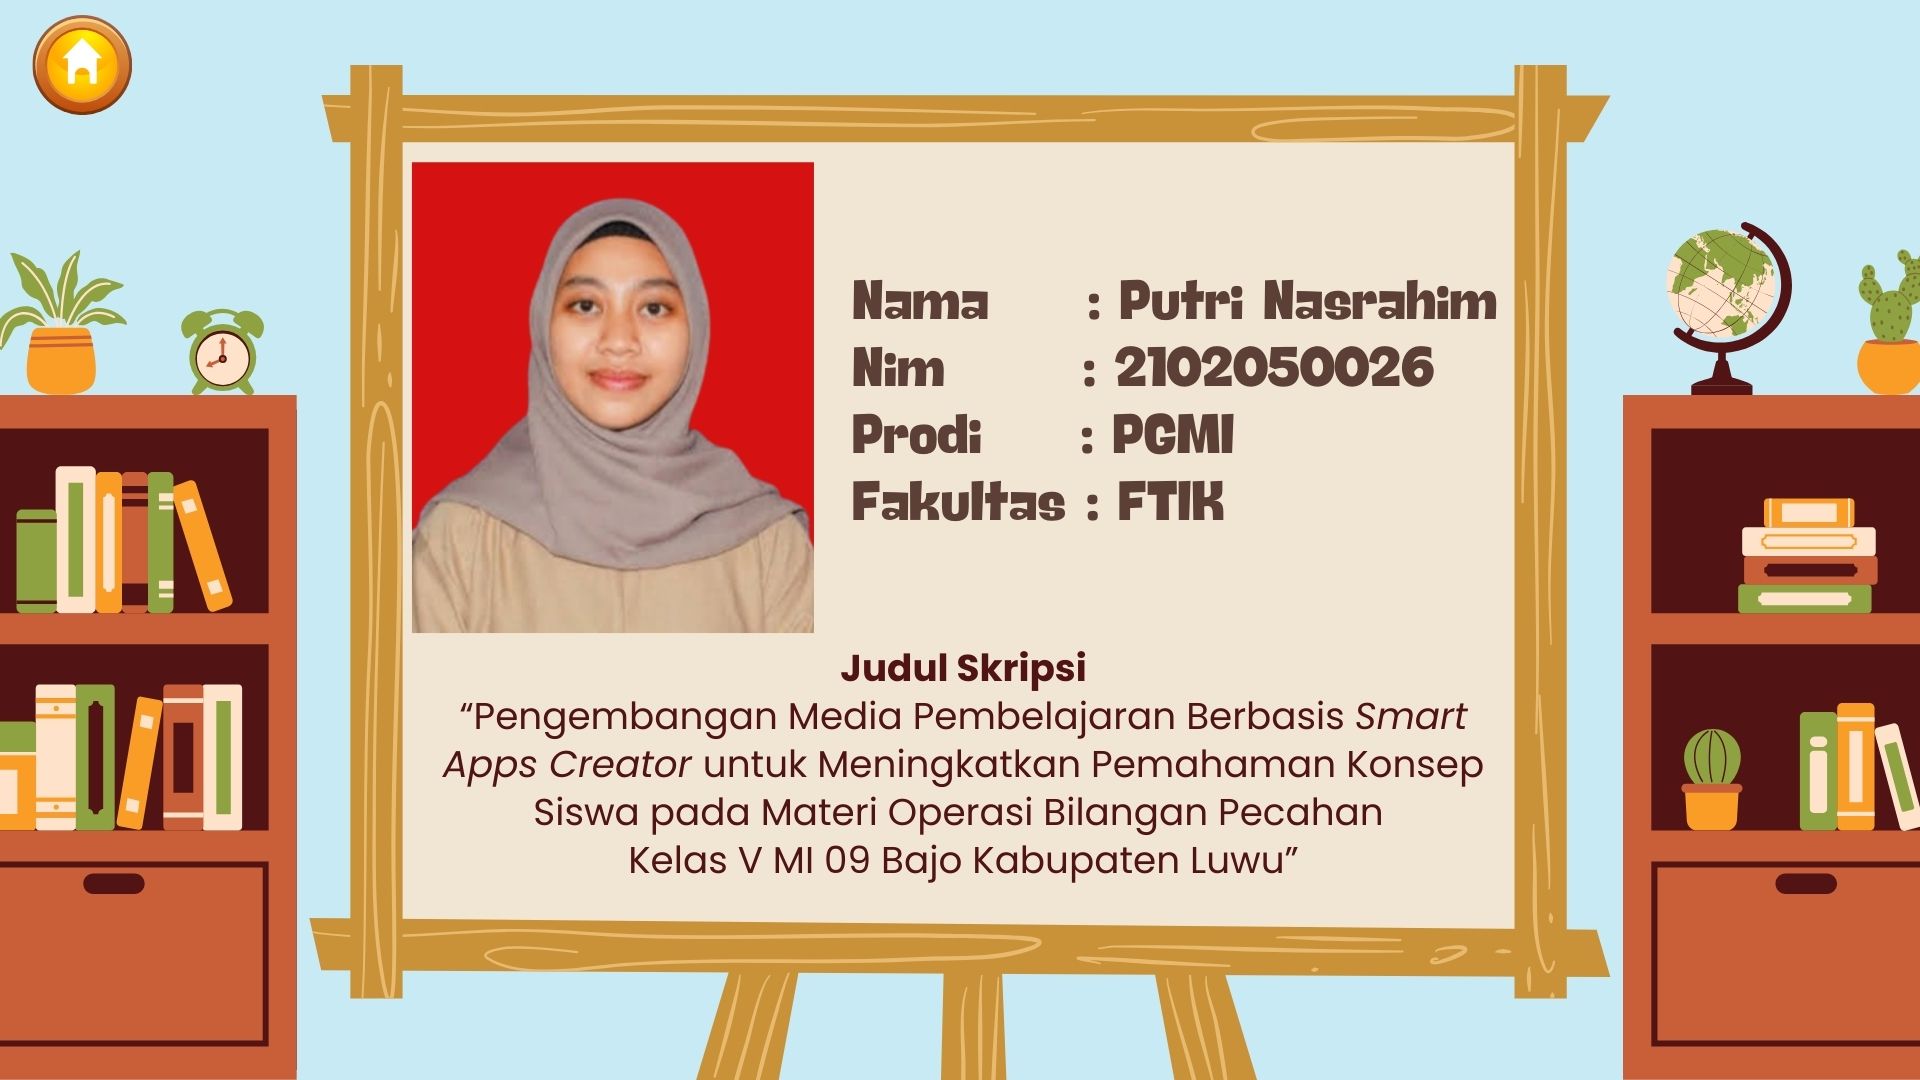 Nama : Putri Nasrahim
Nim : 2102050026
Prodi : PGMI
Fakultas : FTIK
Judul Skripsi
“Pengembangan Media Pembelajaran Berbasis Smart
Apps Creator untuk Meningkatkan Pemahaman Konsep
Siswa pada Materi Operasi Bilangan Pecahan
Kelas V MI 09 Bajo Kabupaten Luwu”